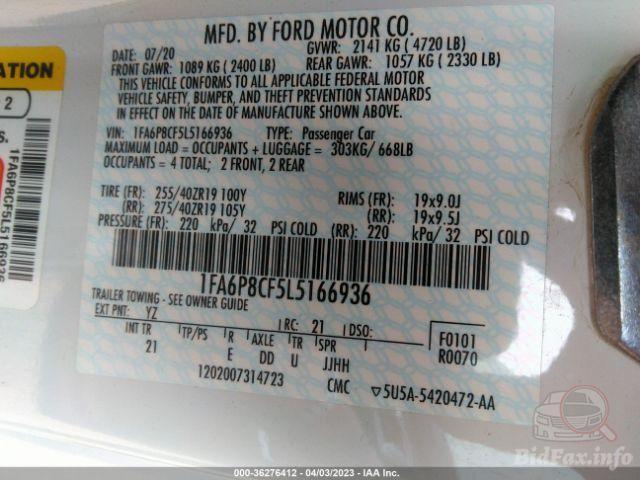 MFD. BY FORD MOTOR CO.
DATE: 07/20 GVWR: 2141 KG ( 4720 LB)
FRONT GAWR: 1089 KG ( 2400 LB) REAR GAWR: 1057 KG ( 2330 LB)
THIS VEHICLE CONFORMS TO ALL APPLICABLE FEDERAL MOTOR
VEHICLE SAFETY, BUMPER, AND THEFT PREVENTION STANDARDS
IN EFFECT ON THE DATE OF MANUFACTURE SHOWN ABOVE.
VIN: 1FA6P8CF5L5166936 TYPE: Passenger Car
MAXIMUM LOAD = OCCUPANTS + LUGGAGE = 303KG/ 668LB
OCCUPANTS = 4 TOTAL; 2 FRONT, 2 REAR
TIRE (FR): 255/40ZR19 100Y RIMS (FR): 19x9.0J
(RR): 275/40ZR19 105Y (RR): 19x9.5J
PRESSURE (FR): 220 kPa/ 32 PSI COLD (RR): 220 kPa/ 32 PSI COLD
1FA6P8CF5L5166936
TRAILER TOWING - SEE OWNER GUIDE
EXT PNT: YZ RC: 21 DSO: F0101
INT TR TP/PS R AXLE TR SPR R0070
21 E DD U JJHH
1202007314723 CMC 5U5A-5420472-AA
ATION
2
S.
1FA6P8CF5L5166936
BidFax.info
000-36276412 - 04/03/2023 - IAA Inc.